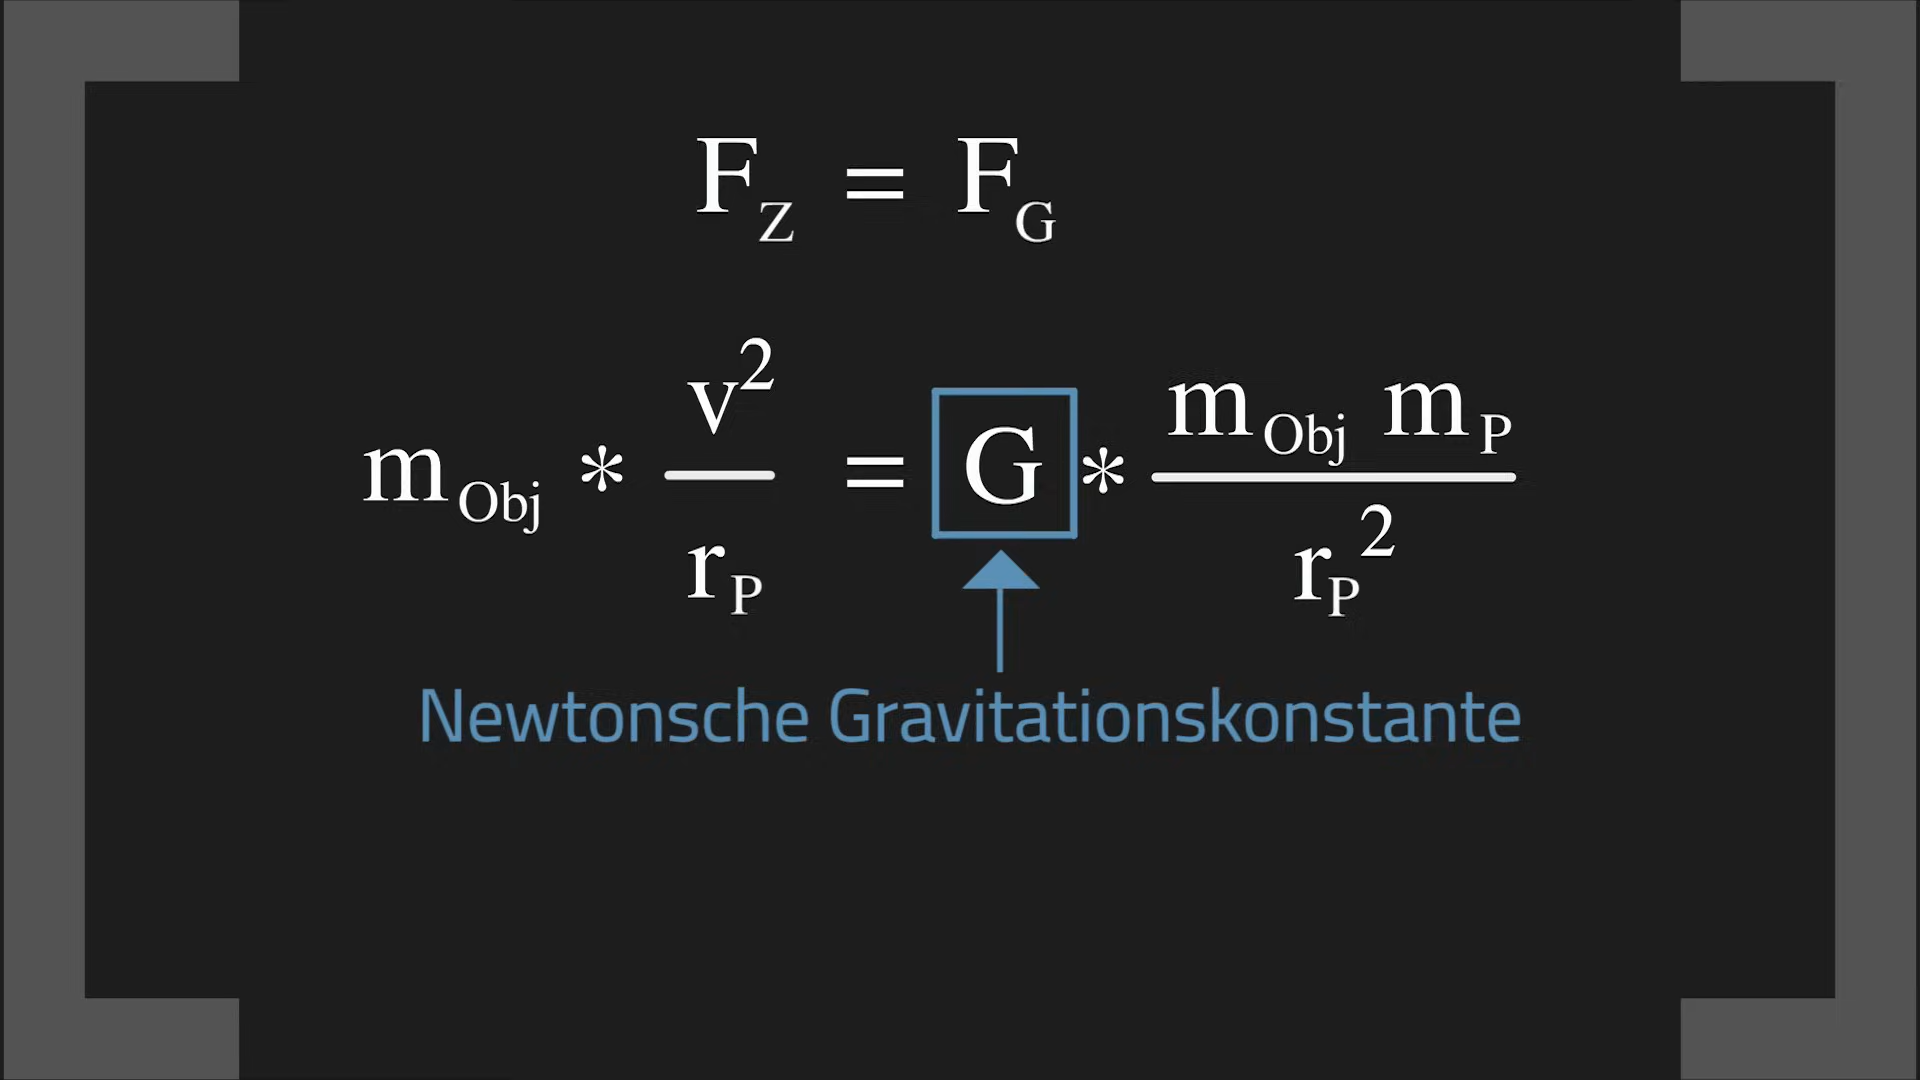 F_Z = F_G
m_Obj * v²/r_P = G * m_Obj m_P/r_P²
Newtonsche Gravitationskonstante